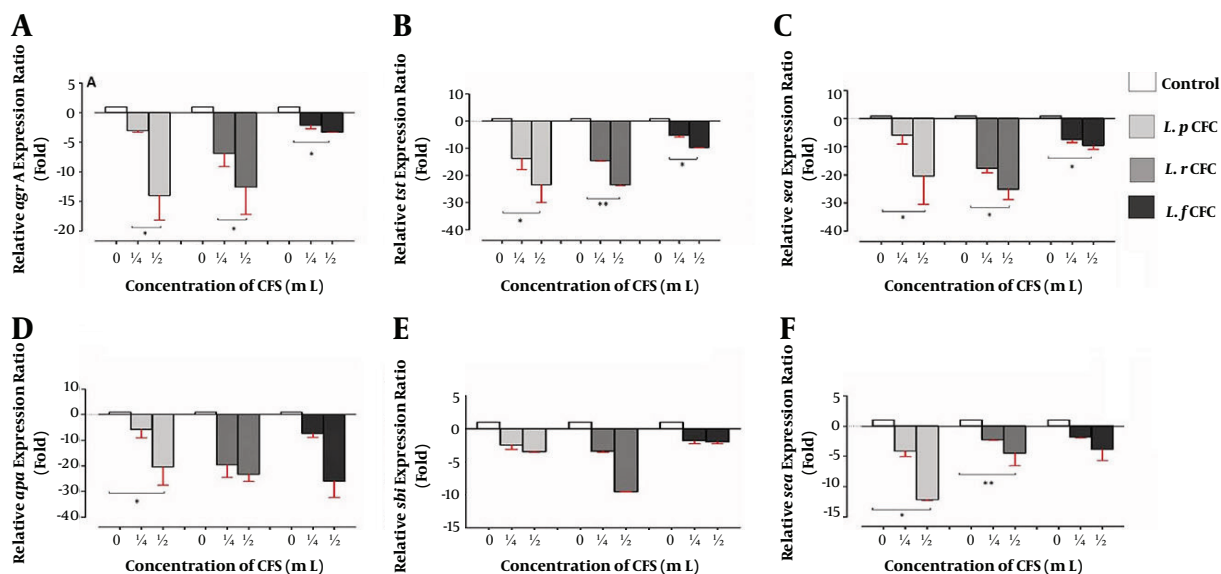 A
Relative agr A Expression Ratio
(Fold)
A
5
0
-5
-10
-15
-20
*
*
*
0 ¼ ½ 0 ¼ ½ 0 ¼ ½
Concentration of CFS (m L)
B
Relative tst Expression Ratio
(Fold)
10
0
-10
-20
-30
-40
*
**
*
0 ¼ ½ 0 ¼ ½ 0 ¼ ½
Concentration of CFS (m L)
C
Relative sea Expression Ratio
(Fold)
10
0
-10
-20
-30
-40
*
*
*
0 ¼ ½ 0 ¼ ½ 0 ¼ ½
Concentration of CFS (m L)
Control
L. p CFC
L. r CFC
L. f CFC
D
Relative apa Expression Ratio
(Fold)
10
0
-10
-20
-30
-40
*
0 ¼ ½ 0 ¼ ½ 0 ¼ ½
Concentration of CFS (m L)
E
Relative sbi Expression Ratio
(Fold)
5
0
-5
-10
-15
0 ¼ ½ 0 ¼ ½ 0 ¼ ½
Concentration of CFS (m L)
F
Relative sea Expression Ratio
(Fold)
5
0
-5
-10
-15
*
**
0 ¼ ½ 0 ¼ ½ 0 ¼ ½
Concentration of CFS (m L)